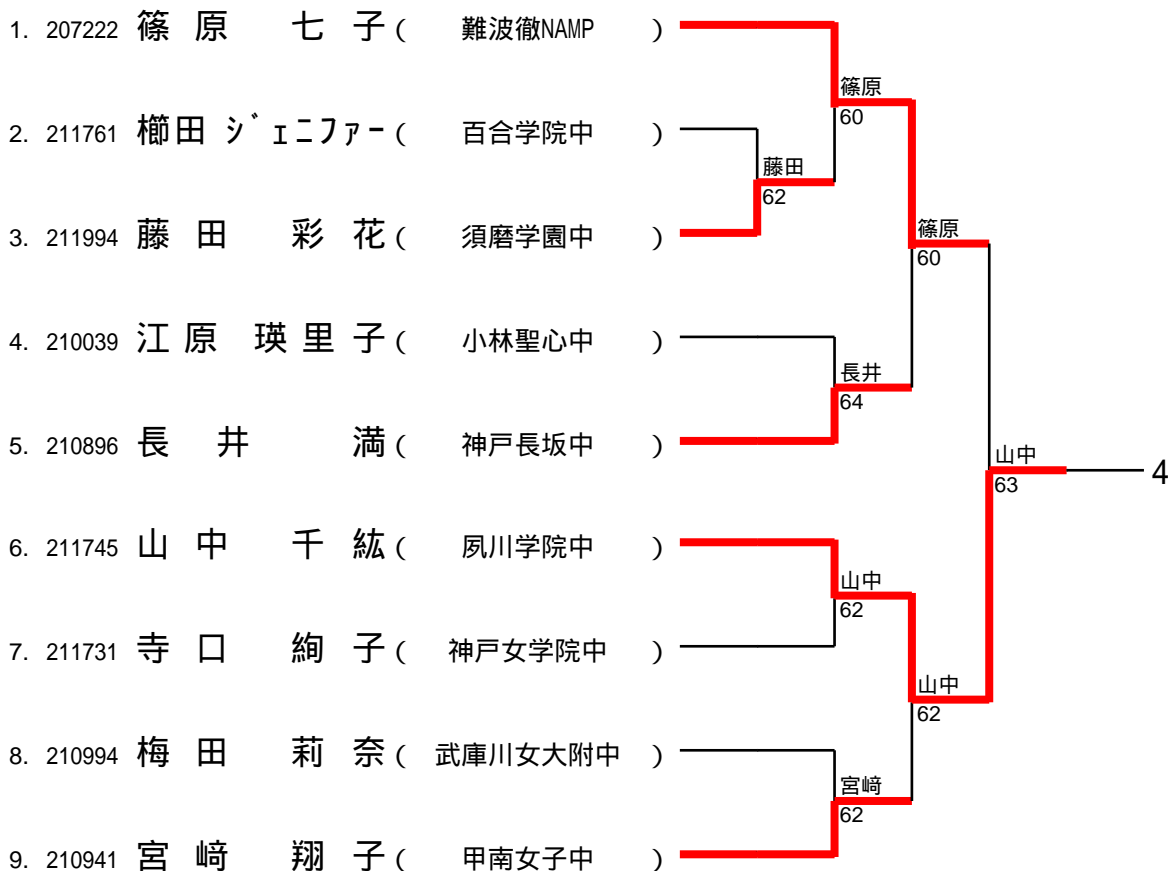 1. 207222 篠原 七子 ( 難波徹NAMP )
篠原
60
2. 211761 櫛田 ジェニファー ( 百合学院中 )
藤田
62
3. 211994 藤田 彩花 ( 須磨学園中 )
篠原
60
4. 210039 江原 瑛里子 ( 小林聖心中 )
長井
64
5. 210896 長井 満 ( 神戸長坂中 )
山中
63
4
6. 211745 山中 千紘 ( 夙川学院中 )
山中
62
7. 211731 寺口 絢子 ( 神戸女学院中 )
山中
62
8. 210994 梅田 莉奈 ( 武庫川女大附中 )
宮﨑
62
9. 210941 宮﨑 翔子 ( 甲南女子中 )